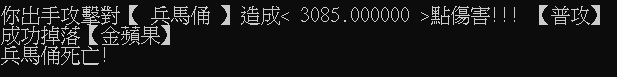 你出手攻擊對【 兵馬俑 】造成< 3085.000000 >點傷害!!! 【普攻】
成功掉落【金蘋果】
兵馬俑死亡!